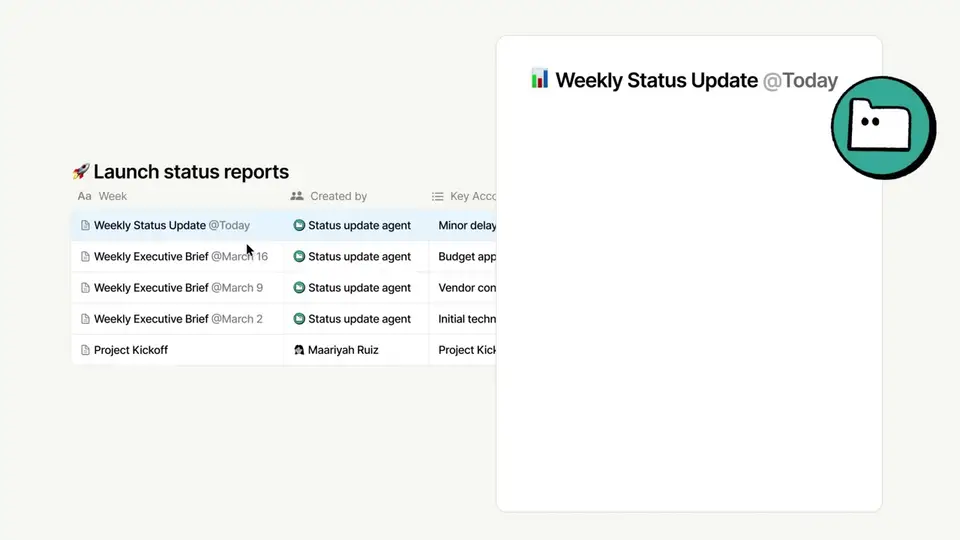 Weekly Status Update @Today
🚀 Launch status reports
Aa Week Created by Key Acco
Weekly Status Update @Today Status update agent Minor delay
Weekly Executive Brief @March 16 Status update agent Budget app
Weekly Executive Brief @March 9 Status update agent Vendor con
Weekly Executive Brief @March 2 Status update agent Initial techn
Project Kickoff Maariyah Ruiz Project Kick